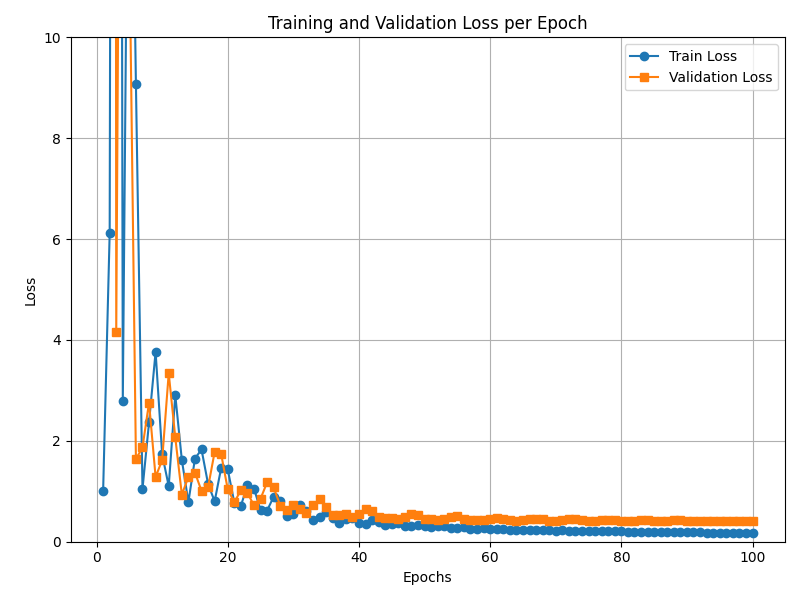 Training and Validation Loss per Epoch
Train Loss
Validation Loss
10
8
6
4
2
0
Loss
0 20 40 60 80 100
Epochs